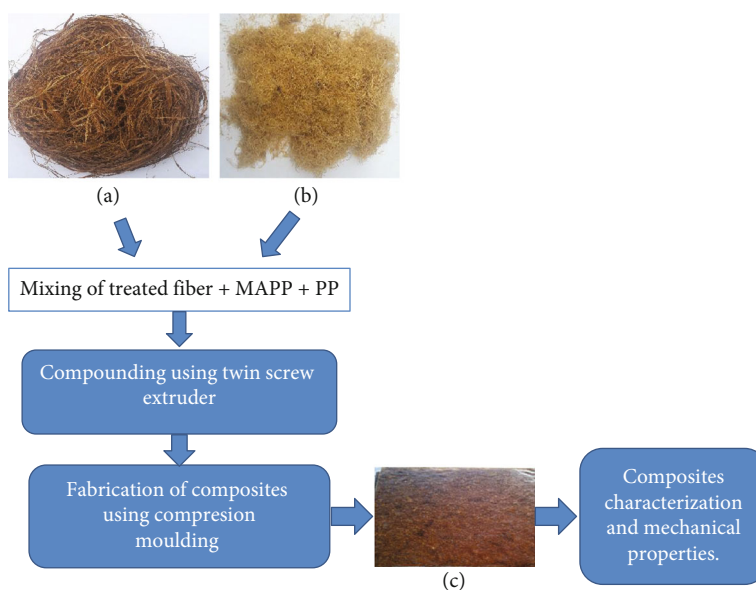 (a)
(b)
Mixing of treated fiber + MAPP + PP
Compounding using twin screw
extruder
Fabrication of composites
using compresion
moulding
(c)
Composites
characterization
and mechanical
properties.